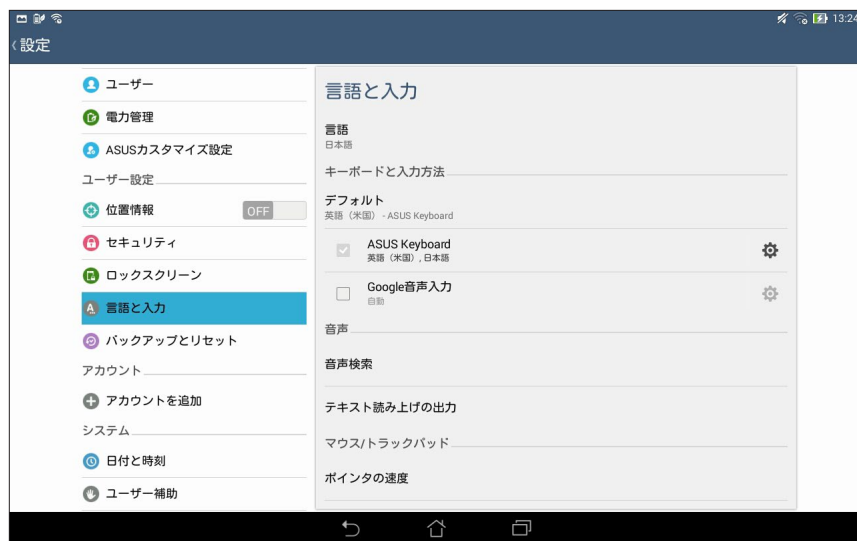 13:24
設定
ユーザー
電力管理
ASUSカスタマイズ設定
ユーザー設定
位置情報
OFF
セキュリティ
ロックスクリーン
言語と入力
バックアップとリセット
アカウント
アカウントを追加
システム
日付と時刻
ユーザー補助
言語と入力
言語
日本語
キーボードと入力方法
デフォルト
英語（米国） - ASUS Keyboard
ASUS Keyboard
英語（米国）, 日本語
Google音声入力
自動
音声
音声検索
テキスト読み上げの出力
マウス/トラックパッド
ポインタの速度